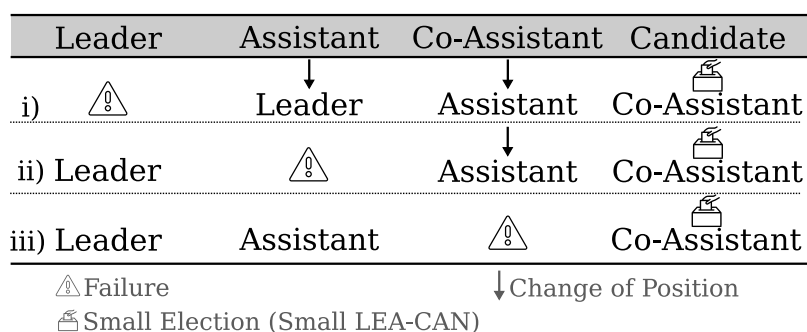 Leader Assistant Co-Assistant Candidate
i) Leader Assistant Co-Assistant
ii) Leader Assistant Co-Assistant
iii) Leader Assistant Co-Assistant
Failure Change of Position
Small Election (Small LEA-CAN)